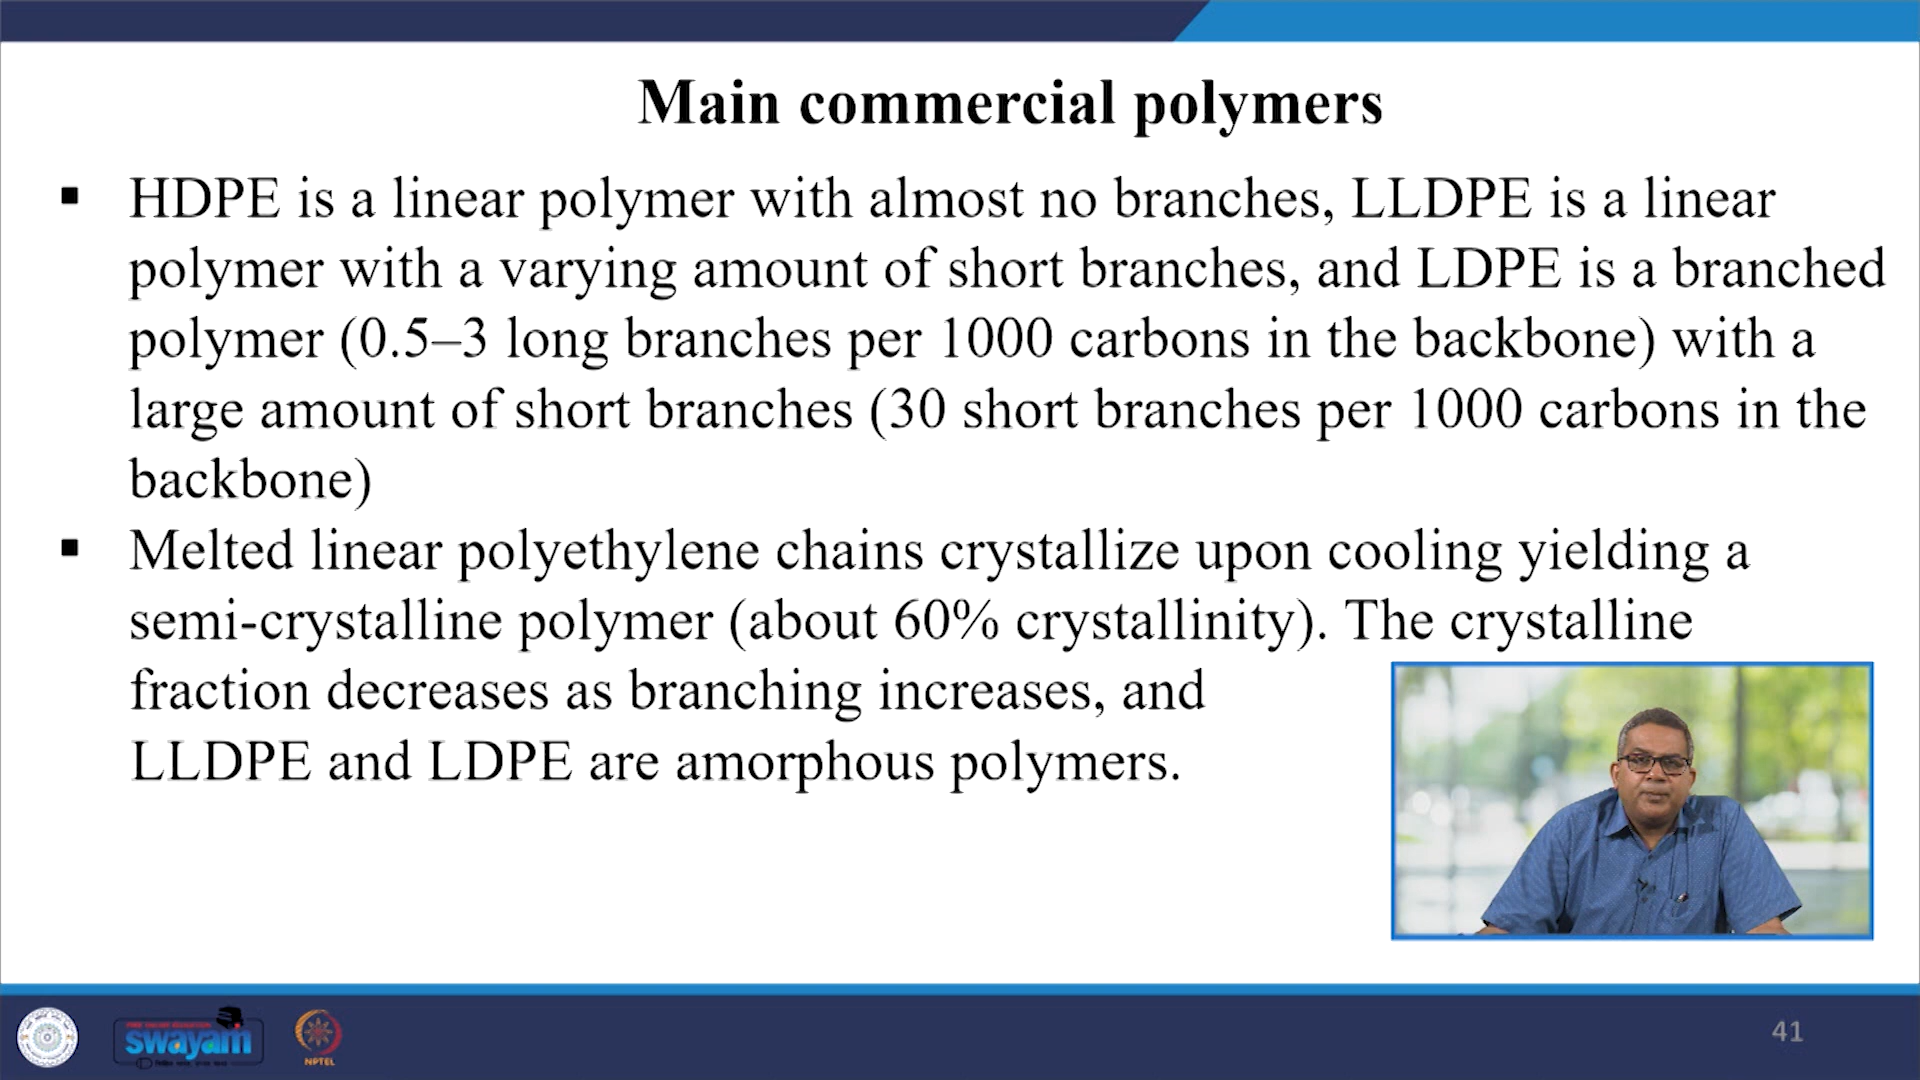 Main commercial polymers
▪ HDPE is a linear polymer with almost no branches, LLDPE is a linear
polymer with a varying amount of short branches, and LDPE is a branched
polymer (0.5–3 long branches per 1000 carbons in the backbone) with a
large amount of short branches (30 short branches per 1000 carbons in the
backbone)
▪ Melted linear polyethylene chains crystallize upon cooling yielding a
semi-crystalline polymer (about 60% crystallinity). The crystalline
fraction decreases as branching increases, and
LLDPE and LDPE are amorphous polymers.
swayam
NPTEL
41